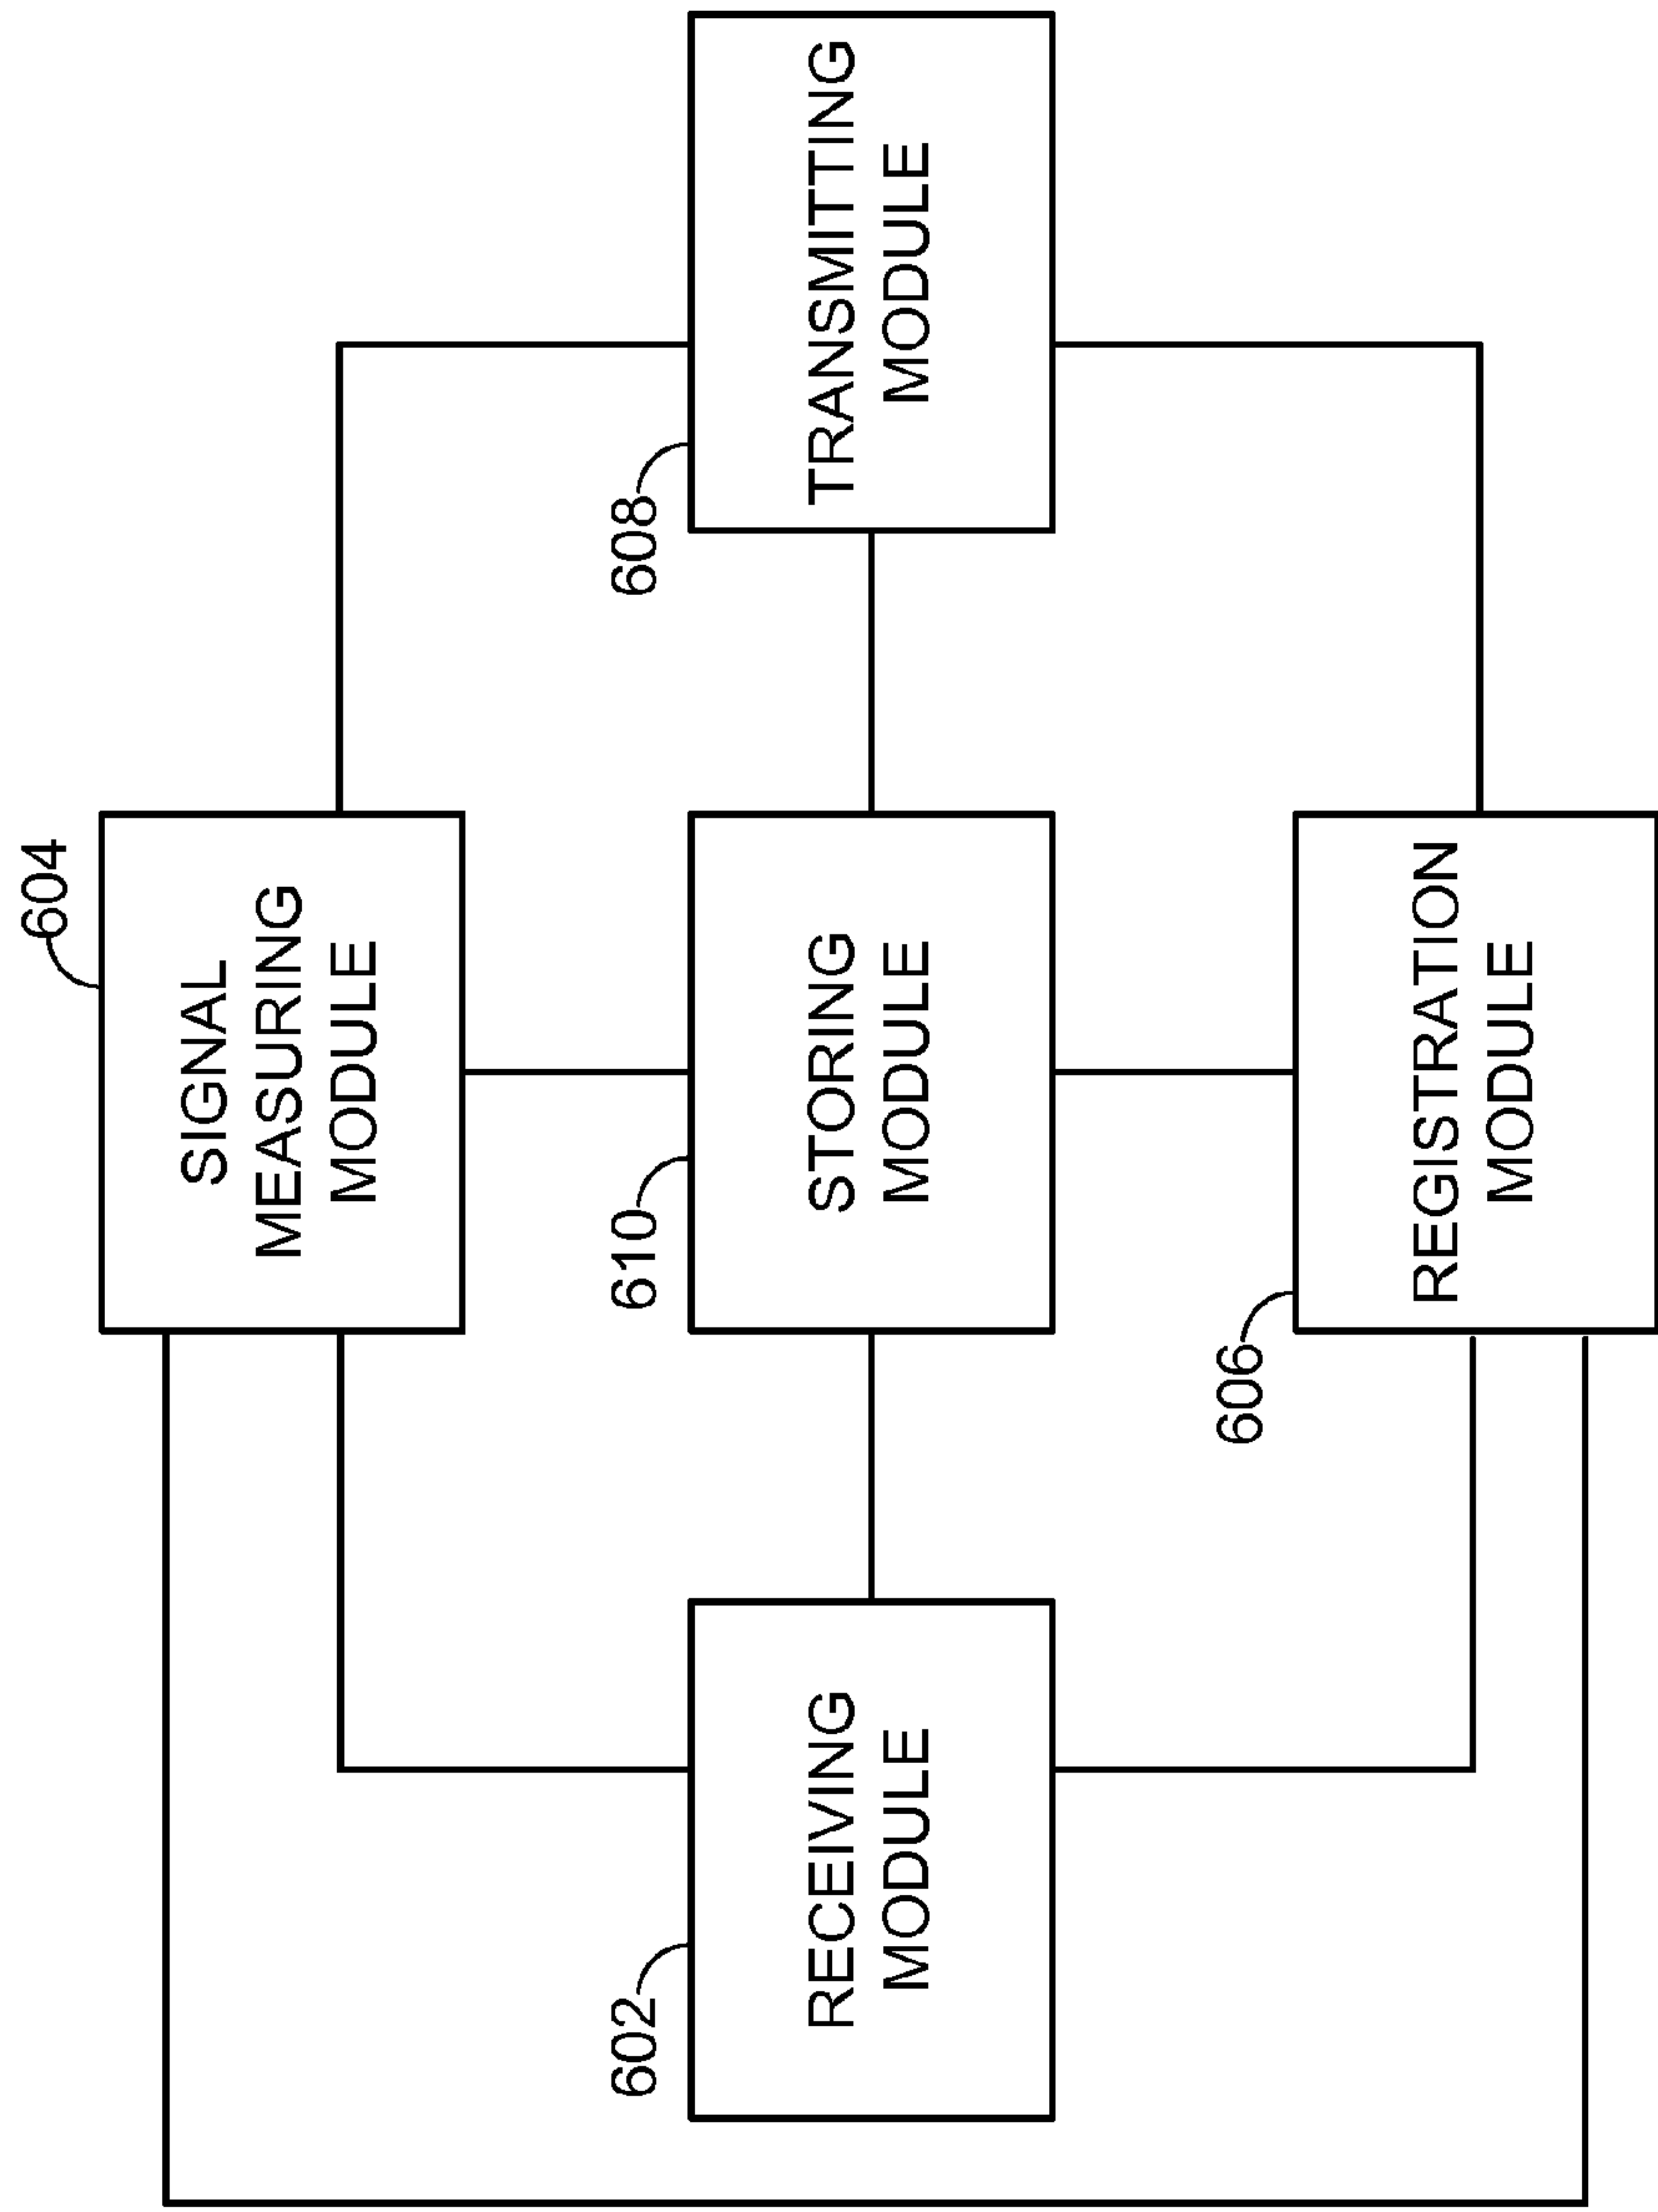 604
SIGNAL
MEASURING
MODULE
602
RECEIVING
MODULE
610
STORING
MODULE
608
TRANSMITTING
MODULE
606
REGISTRATION
MODULE